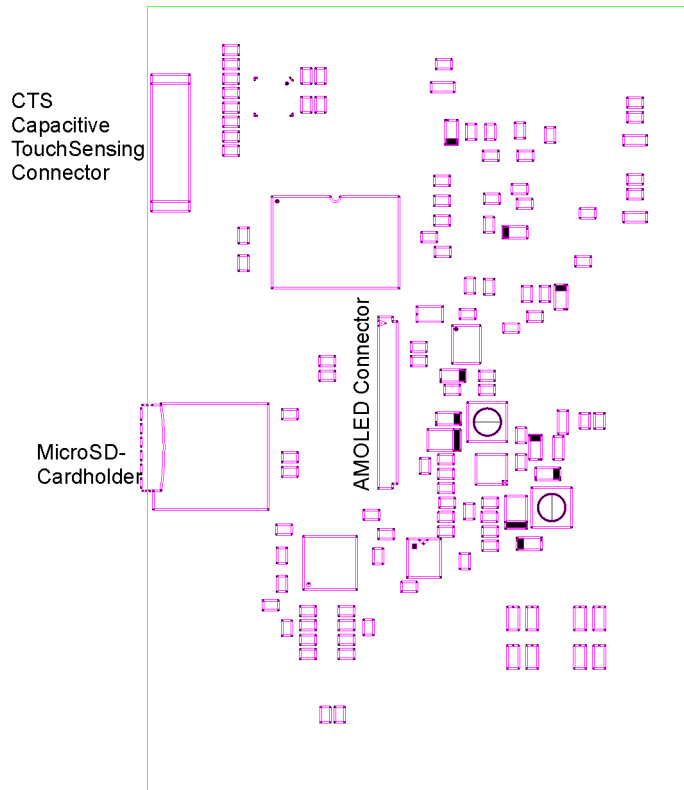 CTS
Capacitive
TouchSensing
Connector
AMOLED Connector
MicroSD-
Cardholder